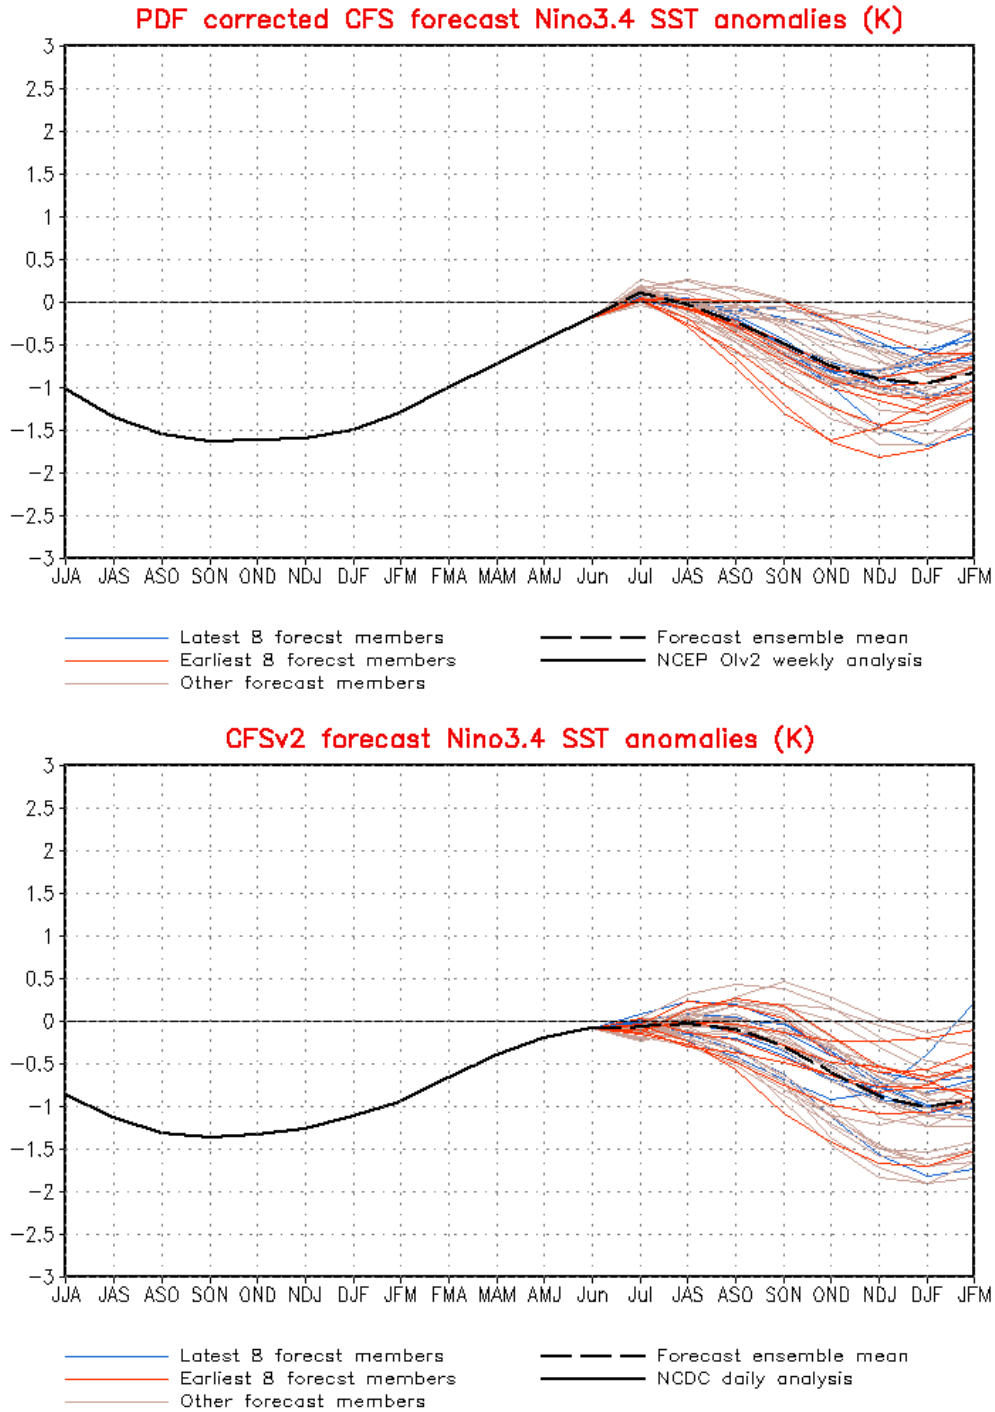 PDF corrected CFS forecast Nino3.4 SST anomalies (K)
3
2.5
2
1.5
1
0.5
0
-0.5
-1
-1.5
-2
-2.5
-3
JJA JAS ASO SON OND NDJ DJF JFM FMA MAM AMJ Jun Jul JAS ASO SON OND NDJ DJF JFM
Latest 8 forecst members Forecast ensemble mean
Earliest 8 forecst members NCEP OIv2 weekly analysis
Other forecast members
CFSv2 forecast Nino3.4 SST anomalies (K)
3
2.5
2
1.5
1
0.5
0
-0.5
-1
-1.5
-2
-2.5
-3
JJA JAS ASO SON OND NDJ DJF JFM FMA MAM AMJ Jun Jul JAS ASO SON OND NDJ DJF JFM
Latest 8 forecst members Forecast ensemble mean
Earliest 8 forecst members NCDC daily analysis
Other forecast members